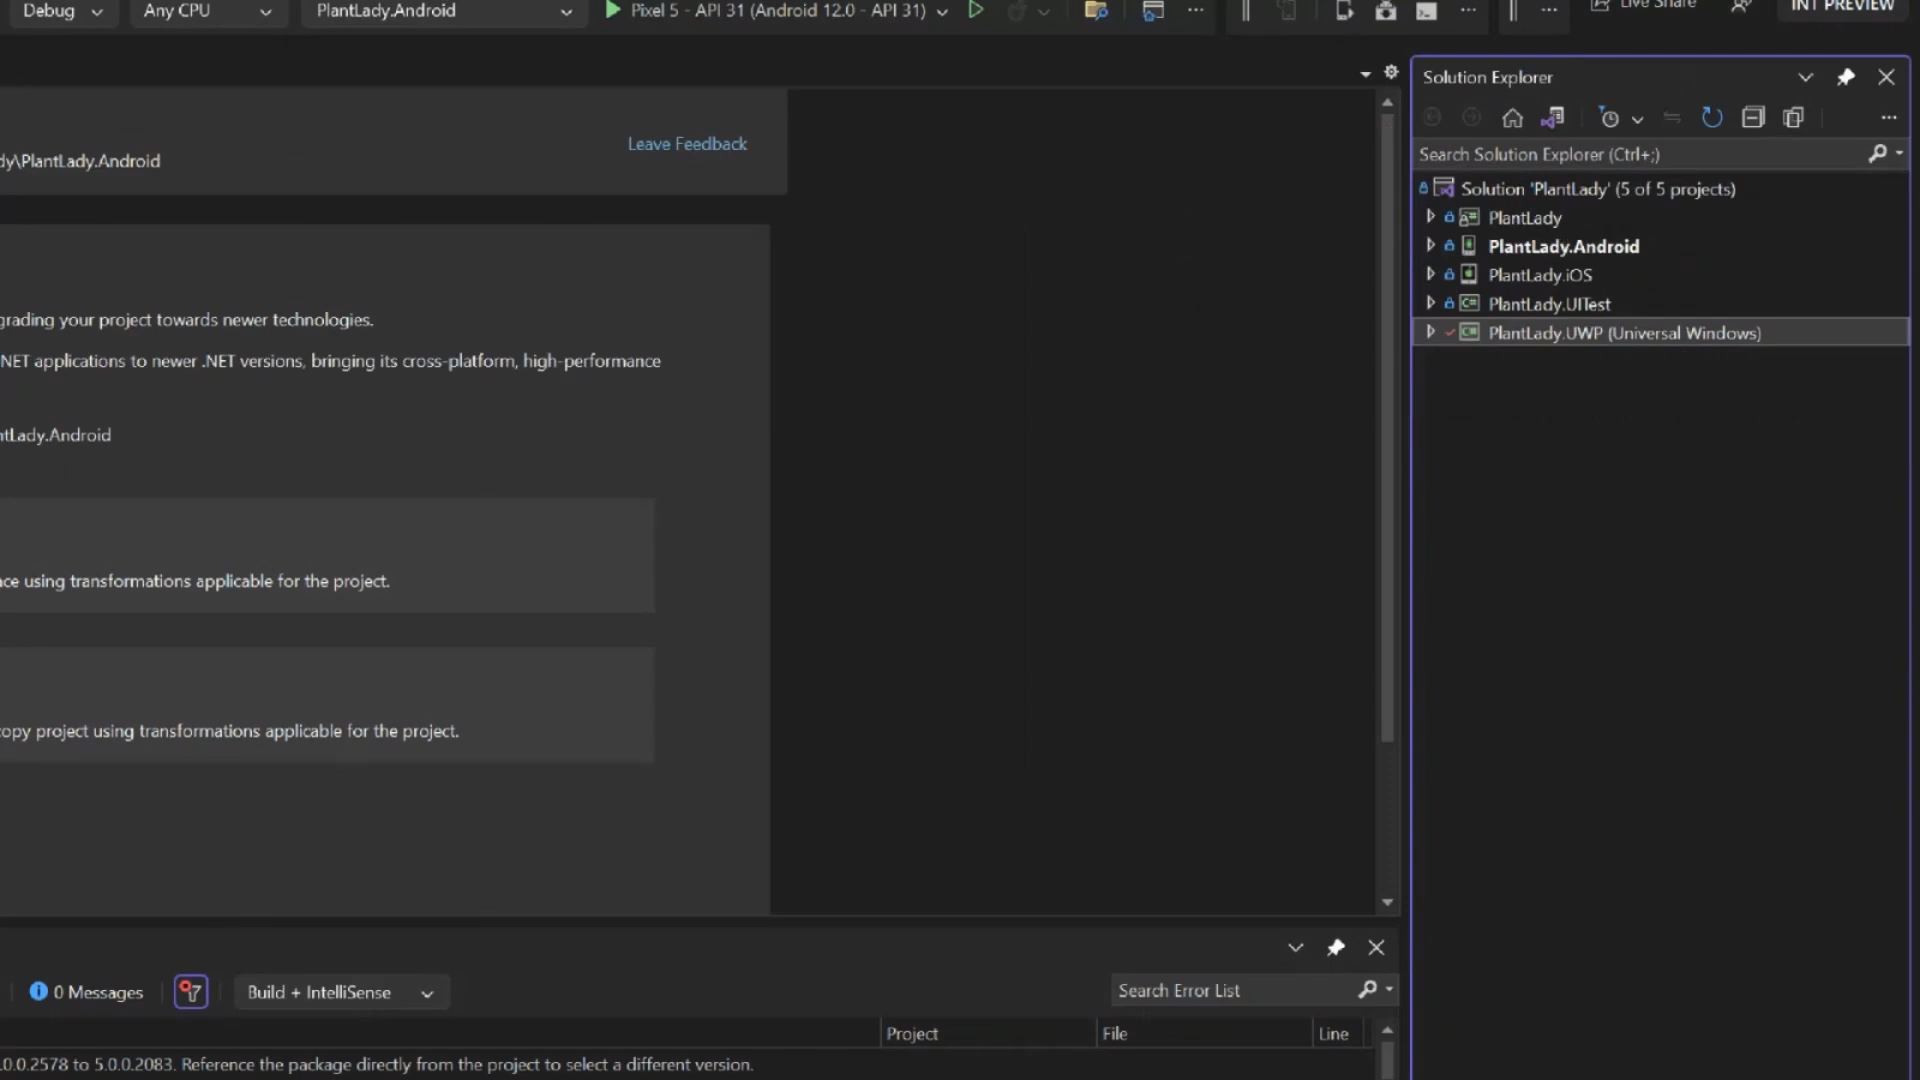 Debug
Any CPU
PlantLady.Android
Pixel 5 - API 31 (Android 12.0 - API 31)
Live Share
INT PREVIEW
Solution Explorer
Leave Feedback
dy\PlantLady.Android
Search Solution Explorer (Ctrl+;)
Solution 'PlantLady' (5 of 5 projects)
PlantLady
PlantLady.Android
PlantLady.iOS
PlantLady.UITest
PlantLady.UWP (Universal Windows)
grading your project towards newer technologies.
NET applications to newer .NET versions, bringing its cross-platform, high-performance
ntLady.Android
ace using transformations applicable for the project.
copy project using transformations applicable for the project.
0 Messages
Build + IntelliSense
Search Error List
Project
File
Line
.0.0.2578 to 5.0.0.2083. Reference the package directly from the project to select a different version.